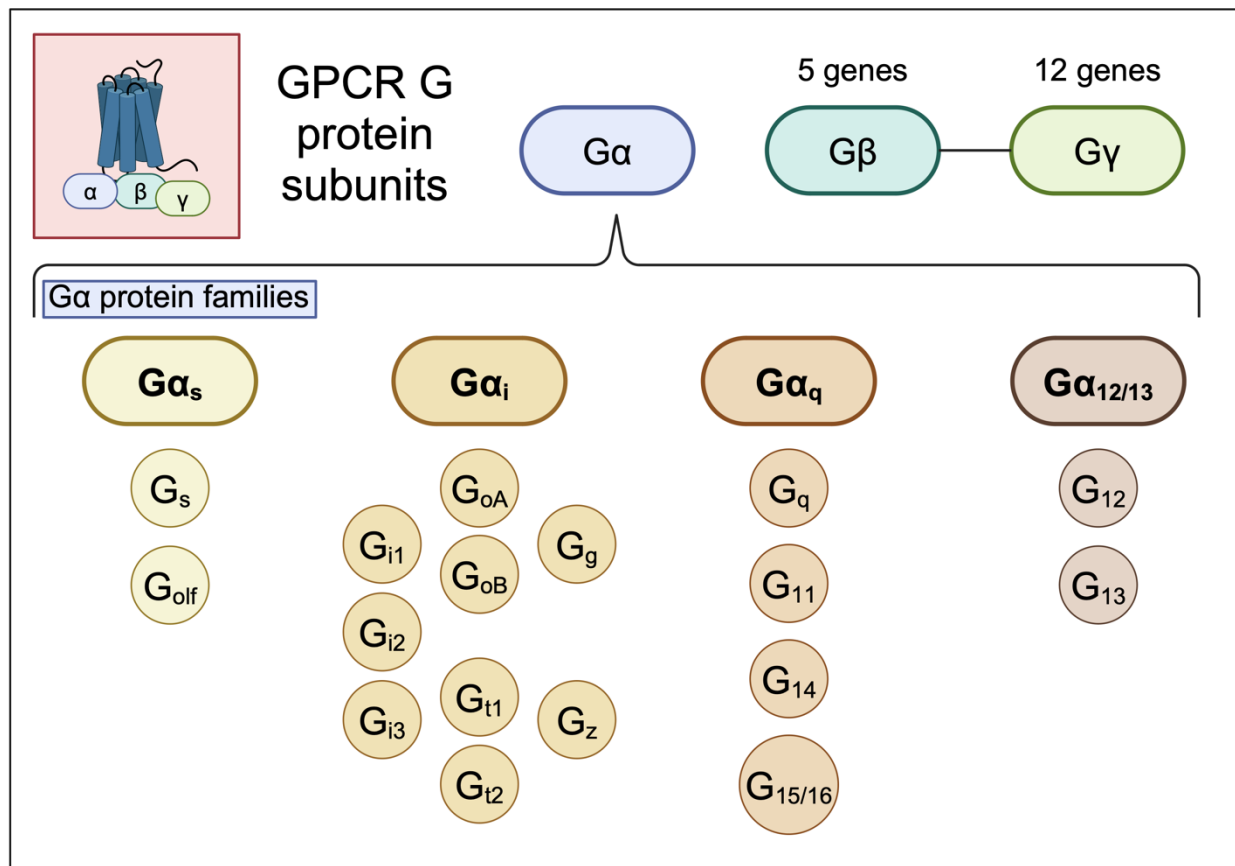 α
β
γ
GPCR G
protein
subunits
Gα
5 genes
Gβ
12 genes
Gγ
Gα protein families
Gαₛ
Gₛ
Gₒₗf
Gαᵢ
GₒA
Gᵢ₁
GₒB
Gg
Gᵢ₂
Gᵢ₃
Gₜ₁
Gz
Gₜ₂
Gαq
Gq
G₁₁
G₁₄
G₁₅/₁₆
Gα₁₂/₁₃
G₁₂
G₁₃